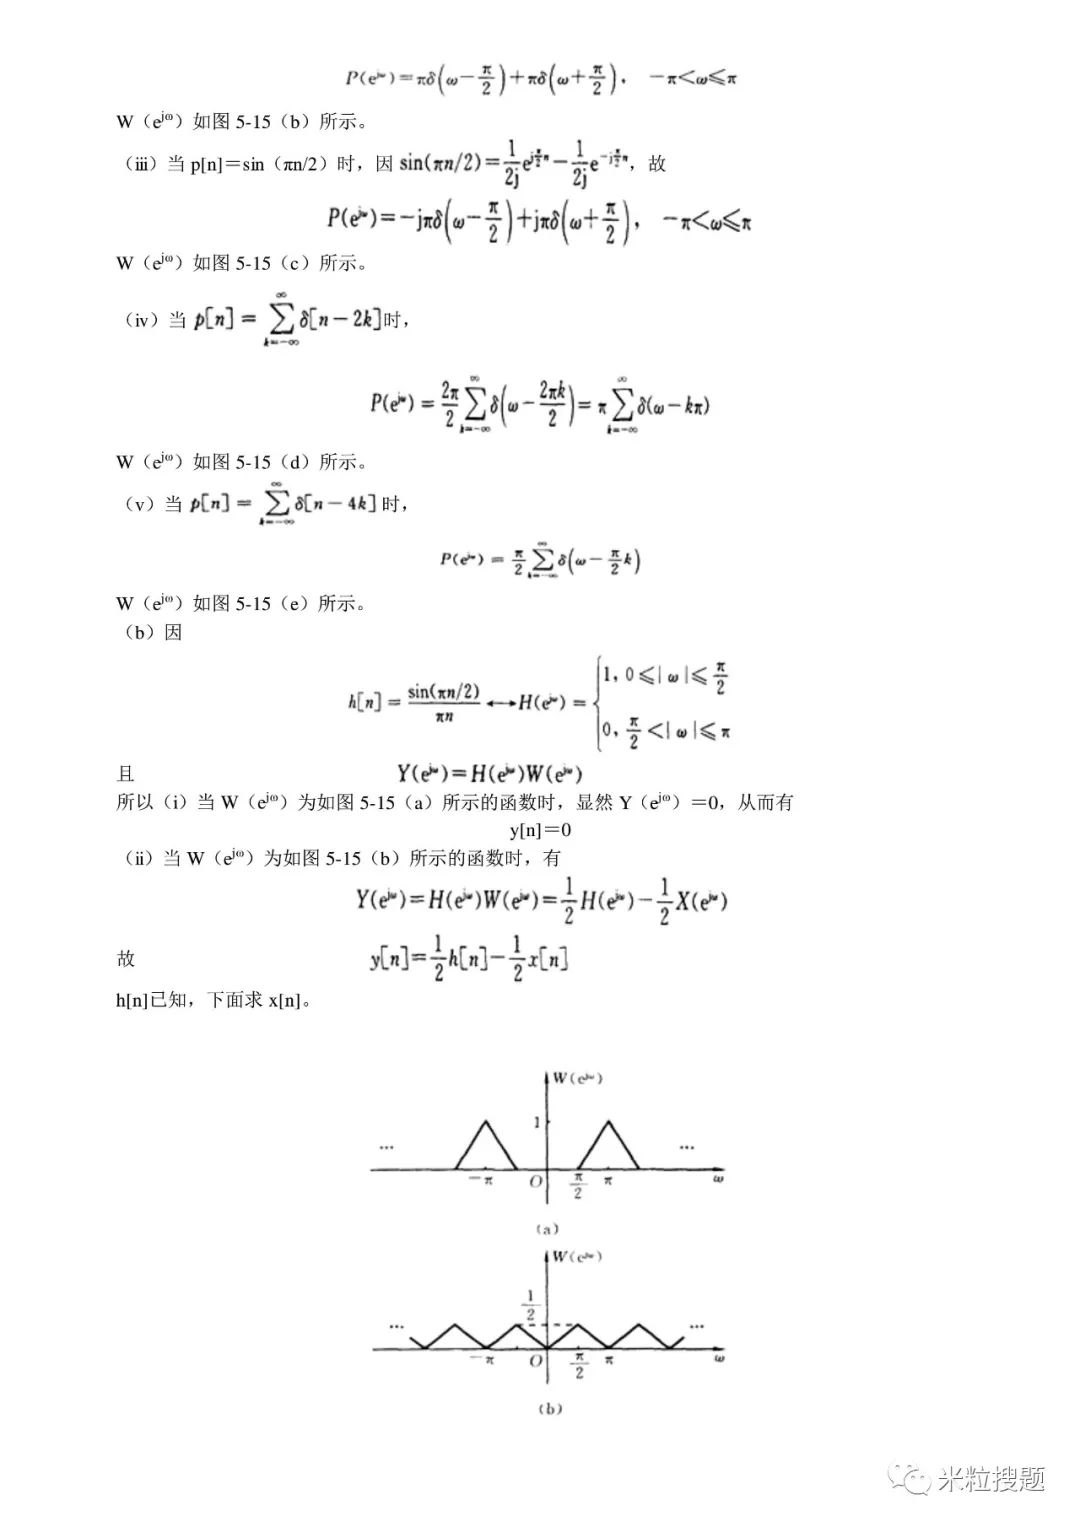 P(e^{jω})=πδ(ω-π/2)+πδ(ω+π/2), -π<ω≤π
W（e^{jω}）如图 5-15（b）所示。
（iii）当 p[n]＝sin（πn/2）时，因 sin(πn/2)=1/2j e^{jπ/2 n}-1/2j e^{-jπ/2 n}，故
P(e^{jω})=-jπδ(ω-π/2)+jπδ(ω+π/2), -π<ω≤π
W（e^{jω}）如图 5-15（c）所示。
（iv）当 p[n]=∑_{k=-∞}^{∞}δ[n-2k]时，
P(e^{jω})=2π/2 ∑_{k=-∞}^{∞}δ(ω-2πk/2)=π∑_{k=-∞}^{∞}δ(ω-kπ)
W（e^{jω}）如图 5-15（d）所示。
（v）当 p[n]=∑_{k=-∞}^{∞}δ[n-4k] 时，
P(e^{jω})=π/2 ∑_{k=-∞}^{∞}δ(ω-π/2 k)
W（e^{jω}）如图 5-15（e）所示。
（b）因
h[n]=sin(πn/2)/πn ⟷H(e^{jω})={1, 0≤|ω|≤π/2
0, π/2<|ω|≤π
且 Y(e^{jω})=H(e^{jω})W(e^{jω})
所以（i）当 W（e^{jω}）为如图 5-15（a）所示的函数时，显然 Y（e^{jω}）＝0，从而有
y[n]＝0
（ii）当 W（e^{jω}）为如图 5-15（b）所示的函数时，有
Y(e^{jω})=H(e^{jω})W(e^{jω})=1/2 H(e^{jω})-1/2 X(e^{jω})
故 y[n]=1/2 h[n]-1/2 x[n]
h[n]已知，下面求 x[n]。
W(e^{jω})
1
... ...
-π O π/2 π ω
(a)
W(e^{jω})
1/2
... ...
-π O π/2 π ω
(b)
米粒搜题